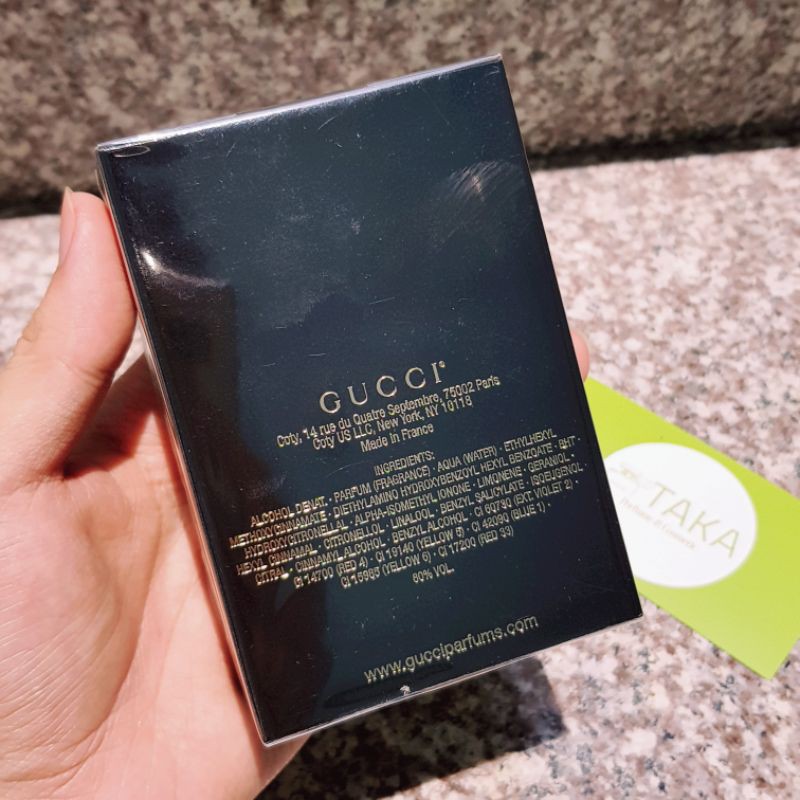 GUCCI®
Coty, 14 rue du Quatre Septembre, 75002 Paris
Coty US LLC, New York, NY 10118
Made in France
INGREDIENTS:
ALCOHOL DENAT. · PARFUM (FRAGRANCE) · AQUA (WATER) · ETHYLHEXYL
METHOXYCINNAMATE · DIETHYLAMINO HYDROXYBENZOYL HEXYL BENZOATE · BHT ·
HYDROXYCITRONELLAL · ALPHA-ISOMETHYL IONONE · LIMONENE · GERANIOL ·
HEXYL CINNAMAL · CITRONELLOL · LINALOOL · BENZYL SALICYLATE · ISOEUGENOL ·
CITRAL · CINNAMYL ALCOHOL · BENZYL ALCOHOL · CI 60730 (EXT. VIOLET 2) ·
CI 14700 (RED 4) · CI 19140 (YELLOW 5) · CI 42090 (BLUE 1) ·
CI 15985 (YELLOW 6) · CI 17200 (RED 33)
80% VOL.
www.gucciparfums.com
TAKA
Perfume & Cosmetic